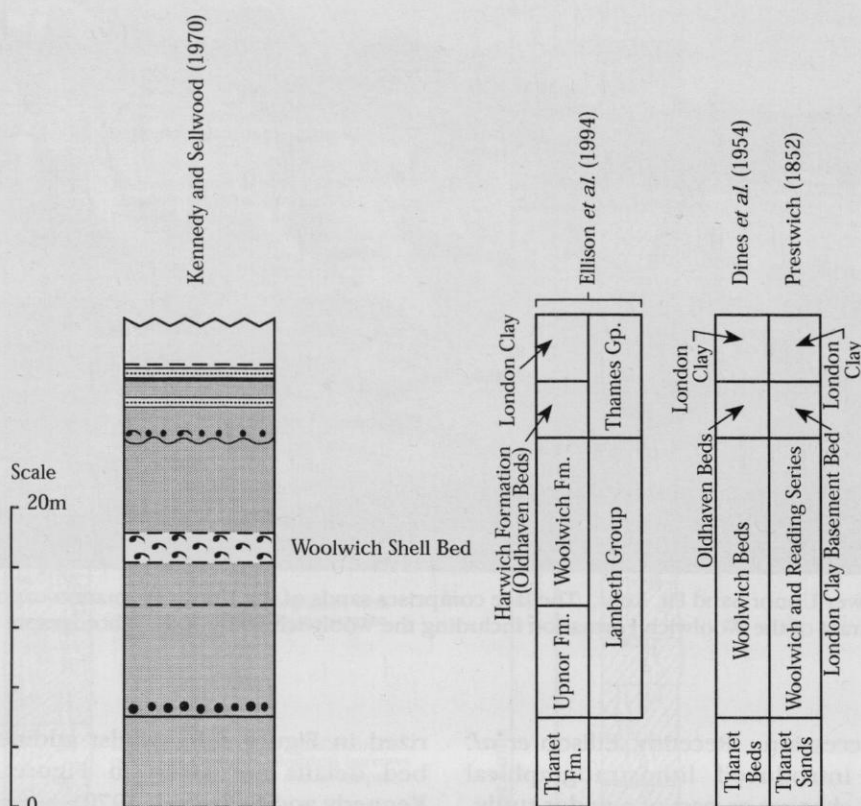 Kennedy and Sellwood (1970)
Ellison et al. (1994)
Dines et al. (1954)
Prestwich (1852)
Scale
20m
0
Woolwich Shell Bed
Harwich Formation
(Oldhaven Beds)
London Clay
Thames Gp.
Upnor Fm.
Woolwich Fm.
Lambeth Group
Thanet
Fm.
London
Clay
Oldhaven Beds
Woolwich Beds
Thanet
Beds
London
Clay
London Clay Basement Bed
Woolwich and Reading Series
Thanet
Sands